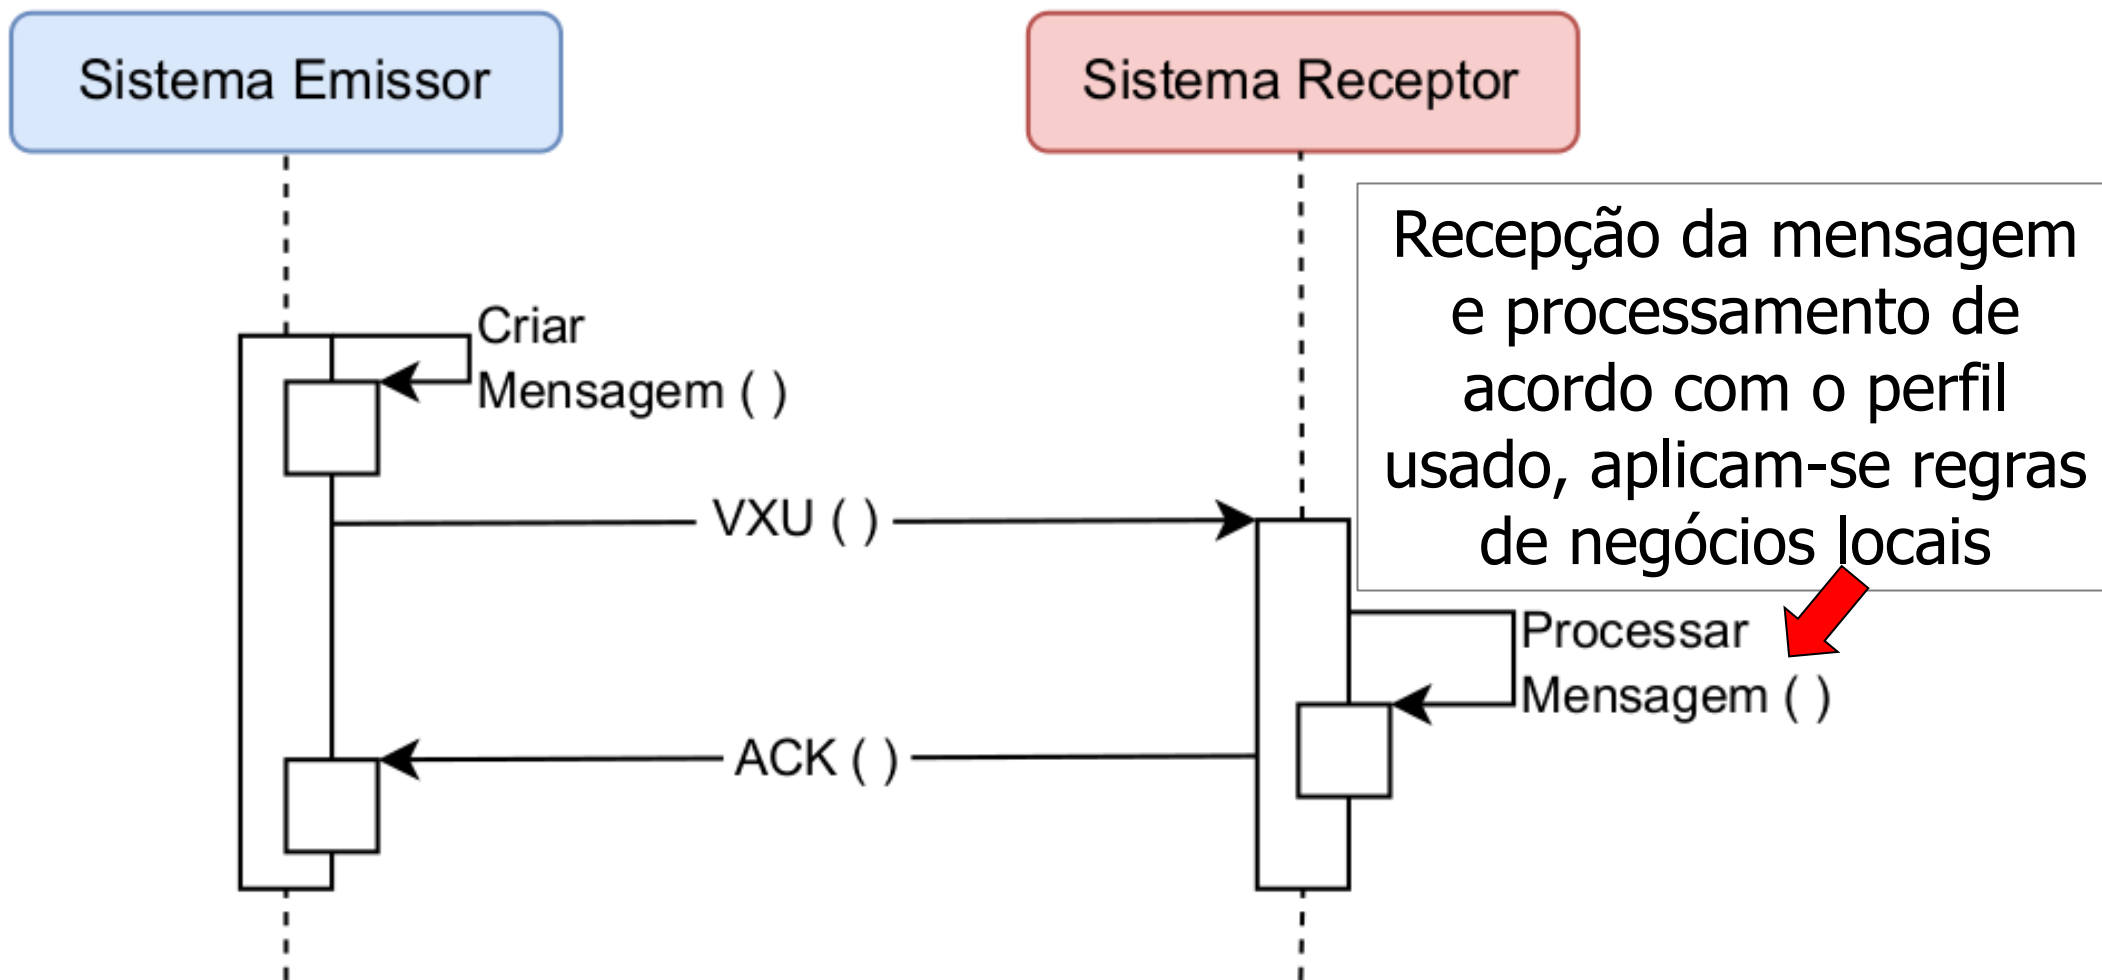 Sistema Emissor
Sistema Receptor
Recepção da mensagem
e processamento de
acordo com o perfil
usado, aplicam-se regras
de negócios locais
Criar
Mensagem ( )
VXU ( )
Processar
Mensagem ( )
ACK ( )